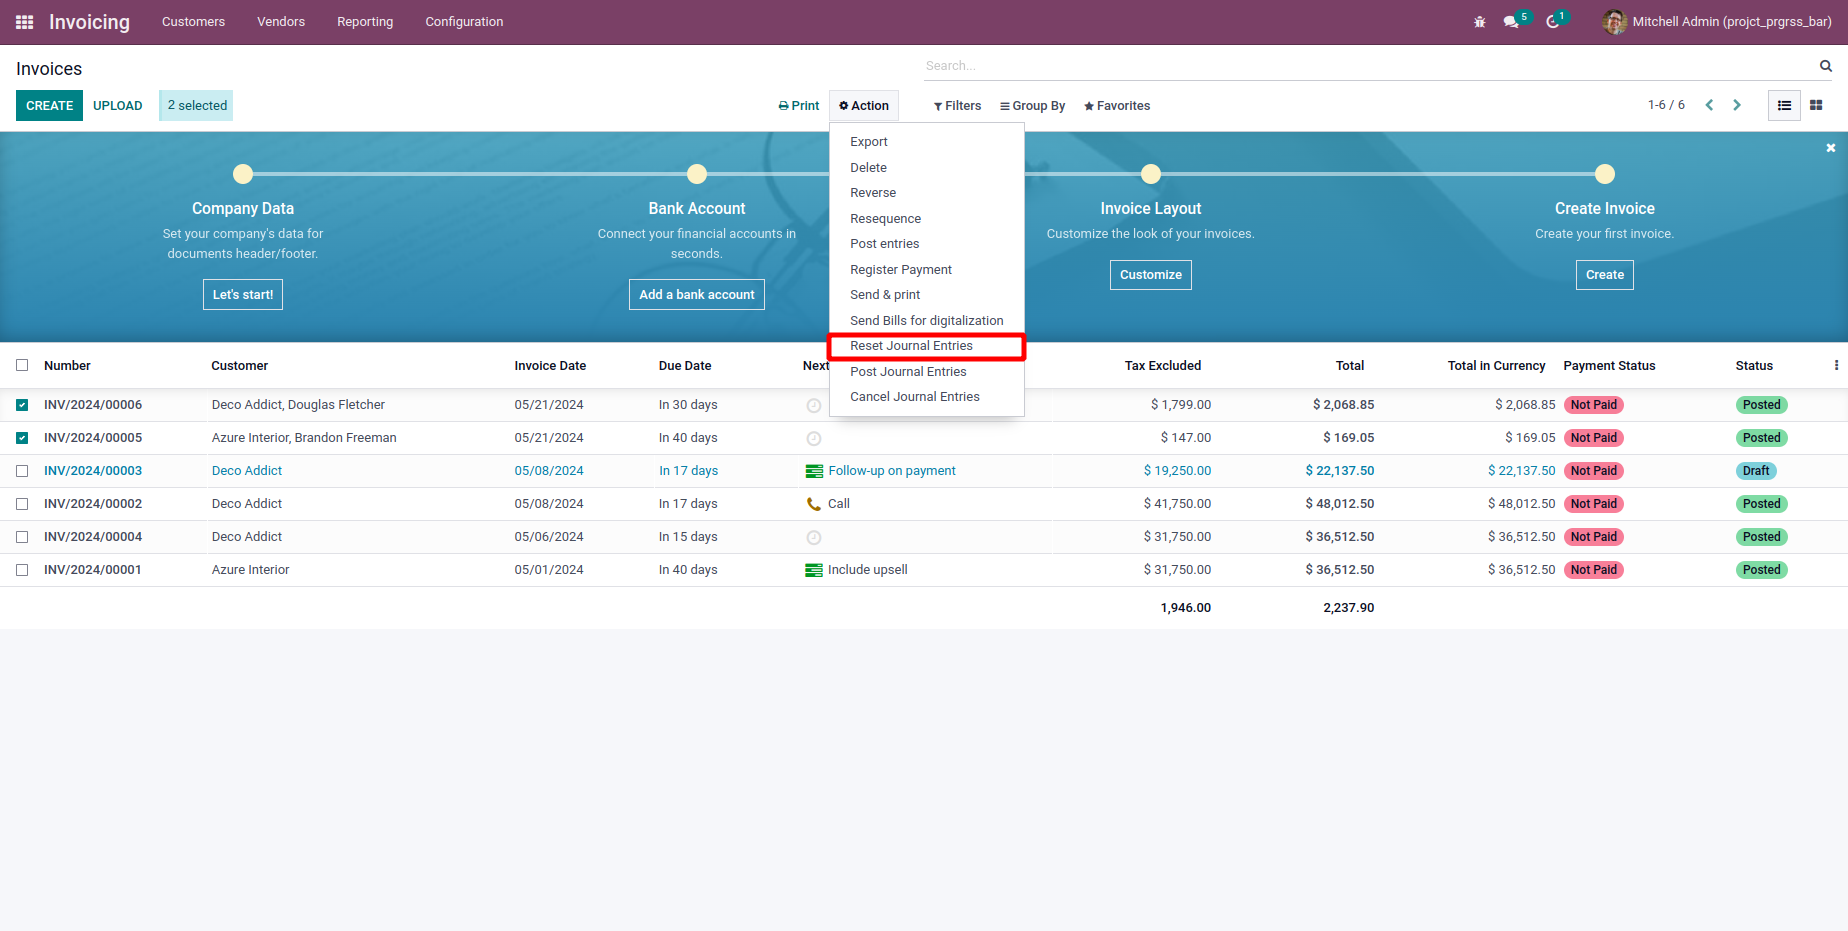 Invoicing Customers Vendors Reporting Configuration 5 1 Mitchell Admin (projct_prgrss_bar)
Invoices
Search...
CREATE UPLOAD 2 selected Print Action Filters Group By Favorites 1-6 / 6
Export
Delete
Reverse
Resequence
Post entries
Register Payment
Send & print
Send Bills for digitalization
Reset Journal Entries
Post Journal Entries
Cancel Journal Entries
Company Data
Set your company's data for
documents header/footer.
Let's start!
Bank Account
Connect your financial accounts in
seconds.
Add a bank account
Invoice Layout
Customize the look of your invoices.
Customize
Create Invoice
Create your first invoice.
Create
Number Customer Invoice Date Due Date Next Tax Excluded Total Total in Currency Payment Status Status
INV/2024/00006 Deco Addict, Douglas Fletcher 05/21/2024 In 30 days $ 1,799.00 $ 2,068.85 $ 2,068.85 Not Paid Posted
INV/2024/00005 Azure Interior, Brandon Freeman 05/21/2024 In 40 days $ 147.00 $ 169.05 $ 169.05 Not Paid Posted
INV/2024/00003 Deco Addict 05/08/2024 In 17 days Follow-up on payment $ 19,250.00 $ 22,137.50 $ 22,137.50 Not Paid Draft
INV/2024/00002 Deco Addict 05/08/2024 In 17 days Call $ 41,750.00 $ 48,012.50 $ 48,012.50 Not Paid Posted
INV/2024/00004 Deco Addict 05/06/2024 In 15 days $ 31,750.00 $ 36,512.50 $ 36,512.50 Not Paid Posted
INV/2024/00001 Azure Interior 05/01/2024 In 40 days Include upsell $ 31,750.00 $ 36,512.50 $ 36,512.50 Not Paid Posted
1,946.00 2,237.90